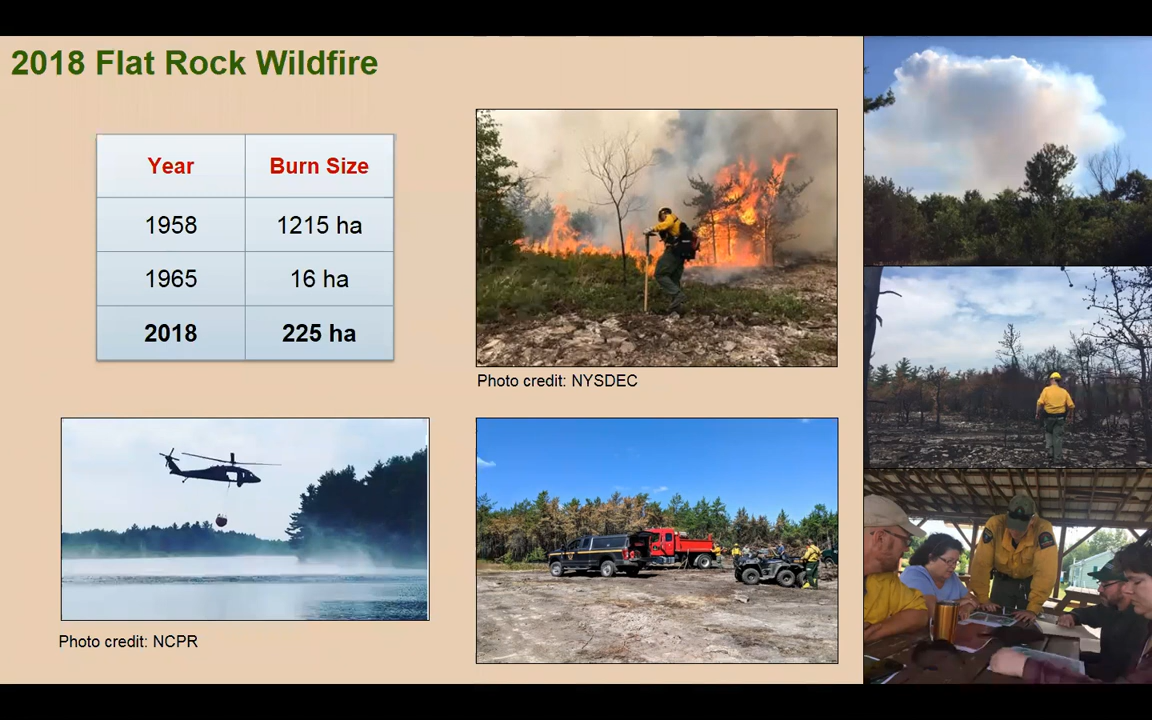 2018 Flat Rock Wildfire
Year Burn Size
1958 1215 ha
1965 16 ha
2018 225 ha
Photo credit: NYSDEC
Photo credit: NCPR